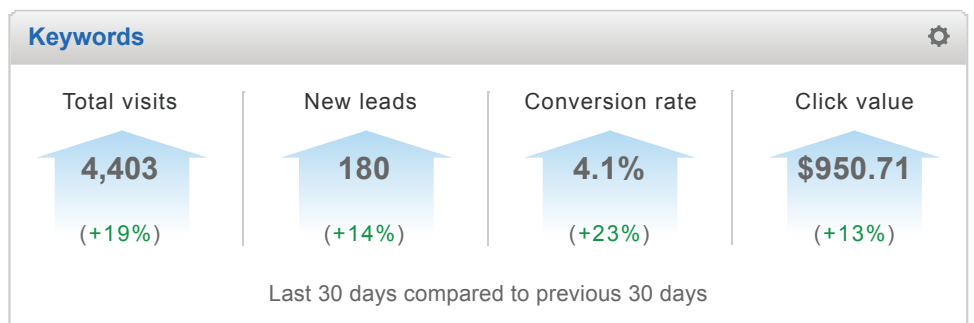 Keywords
Total visits New leads Conversion rate Click value
4,403 180 4.1% $950.71
(+19%) (+14%) (+23%) (+13%)
Last 30 days compared to previous 30 days